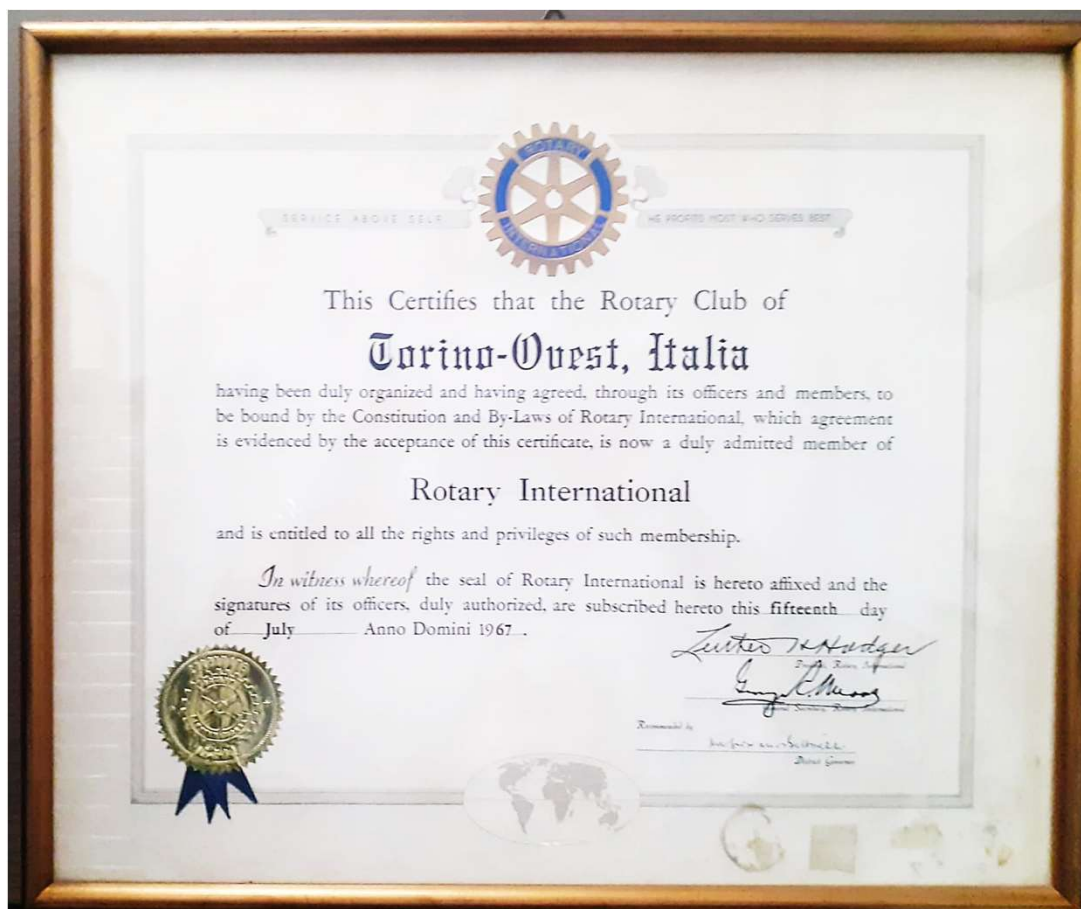 ROTARY
INTERNATIONAL
SERVICE ABOVE SELF
HE PROFITS MOST WHO SERVES BEST
This Certifies that the Rotary Club of
Torino-Ovest, Italia
having been duly organized and having agreed, through its officers and members, to
be bound by the Constitution and By-Laws of Rotary International, which agreement
is evidenced by the acceptance of this certificate, is now a duly admitted member of
Rotary International
and is entitled to all the rights and privileges of such membership.
In witness whereof the seal of Rotary International is hereto affixed and the
signatures of its officers, duly authorized, are subscribed hereto this fifteenth day
of July Anno Domini 1967.
Luther H Hodges
President, Rotary International
George R. Means
General Secretary, Rotary International
Recommended by
District Governor